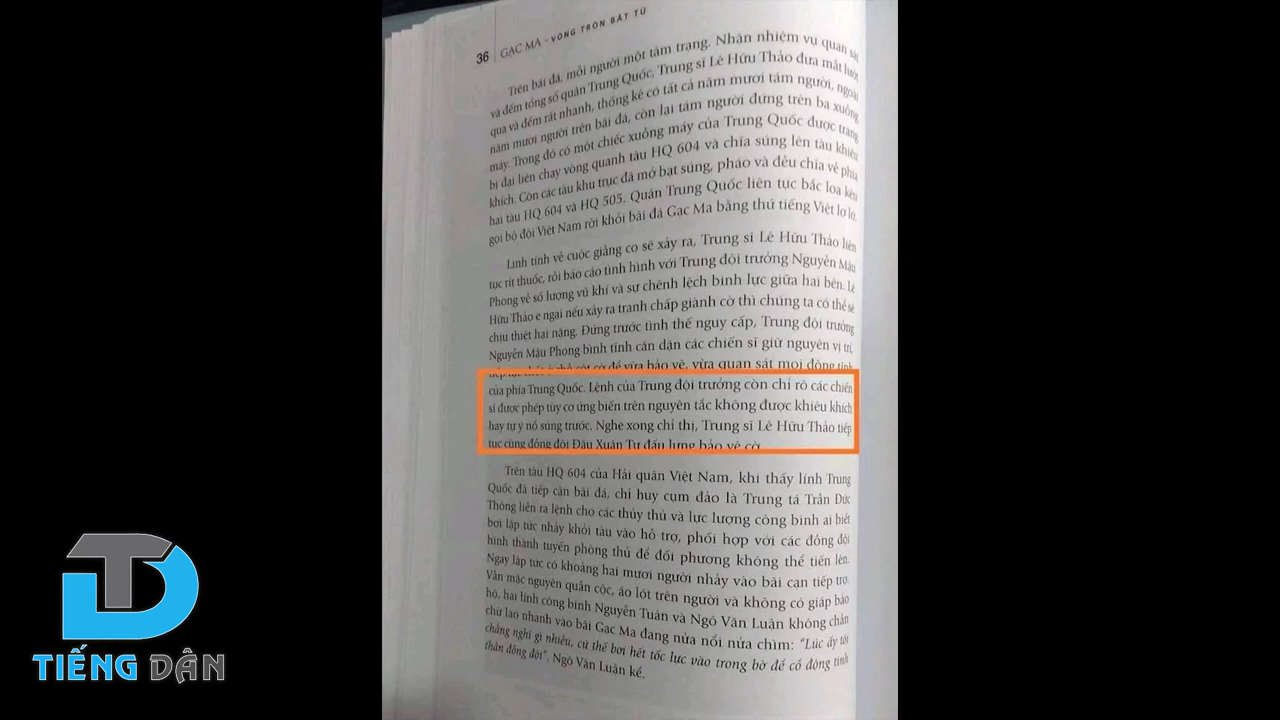 36 GẠC MA - VÒNG TRÒN BẤT TỬ
Trên bãi đá, mỗi người một tâm trạng. Nhận nhiệm vụ quan sát
và đếm tổng số quân Trung Quốc, Trung sĩ Lê Hữu Thảo đưa mắt lướt
qua và đếm rất nhanh, thống kê có tất cả năm mươi tám người, ngoài
năm mươi người trên bãi đá, còn lại tám người đứng trên ba xuồng
máy. Trong đó có một chiếc xuồng máy của Trung Quốc được trang
bị đại liên chạy vòng quanh tàu HQ 604 và chĩa súng lên tàu khiêu
khích. Còn các tàu khu trục đã mở bạt súng, pháo và đều chĩa về phía
hai tàu HQ 604 và HQ 505. Quân Trung Quốc liên tục bắc loa kêu
gọi bộ đội Việt Nam rời khỏi bãi đá Gạc Ma bằng thứ tiếng Việt lơ lớ.
Linh tính về cuộc giằng co sẽ xảy ra, Trung sĩ Lê Hữu Thảo liên
tục rít thuốc, rồi báo cáo tình hình với Trung đội trưởng Nguyễn Mậu
Phong về số lượng vũ khí và sự chênh lệch binh lực giữa hai bên. Lê
Hữu Thảo e ngại nếu xảy ra tranh chấp giành cờ thì chúng ta có thể sẽ
chịu thiệt hại nặng. Đứng trước tình thế nguy cấp, Trung đội trưởng
Nguyễn Mậu Phong bình tĩnh căn dặn các chiến sĩ giữ nguyên vị trí,
cột cờ để vừa bảo vệ, vừa quan sát mọi động tĩnh
của phía Trung Quốc. Lệnh của Trung đội trưởng còn chỉ rõ các chiến
sĩ được phép tùy cơ ứng biến trên nguyên tắc không được khiêu khích
hay tự ý nổ súng trước. Nghe xong chỉ thị, Trung sĩ Lê Hữu Thảo tiếp
tục cùng đồng đội Đậu Xuân Tư đấu lưng bảo vệ cờ
Trên tàu HQ 604 của Hải quân Việt Nam, khi thấy lính Trung
Quốc đã tiếp cận bãi đá, chỉ huy cụm đảo là Trung tá Trần Đức
Thông liền ra lệnh cho các thủy thủ và lực lượng công binh ai biết
bơi lập tức nhảy khỏi tàu vào hỗ trợ, phối hợp với các đồng đội
hình thành tuyến phòng thủ để đối phương không thể tiến lên.
Ngay lập tức có khoảng hai mươi người nhảy vào bãi cạn tiếp trợ.
Vẫn mặc nguyên quần cộc, áo lót trên người và không có giáp bảo
hộ, hai lính công binh Nguyễn Tuân và Ngô Văn Luận không chần
chừ lao nhanh vào bãi Gạc Ma đang nửa nổi nửa chìm: “Lúc ấy tôi
chẳng nghĩ gì nhiều, cứ thế bơi hết tốc lực vào trong bờ để cổ động tinh
thần đồng đội”, Ngô Văn Luận kể.
TD
TIẾNG DÂN